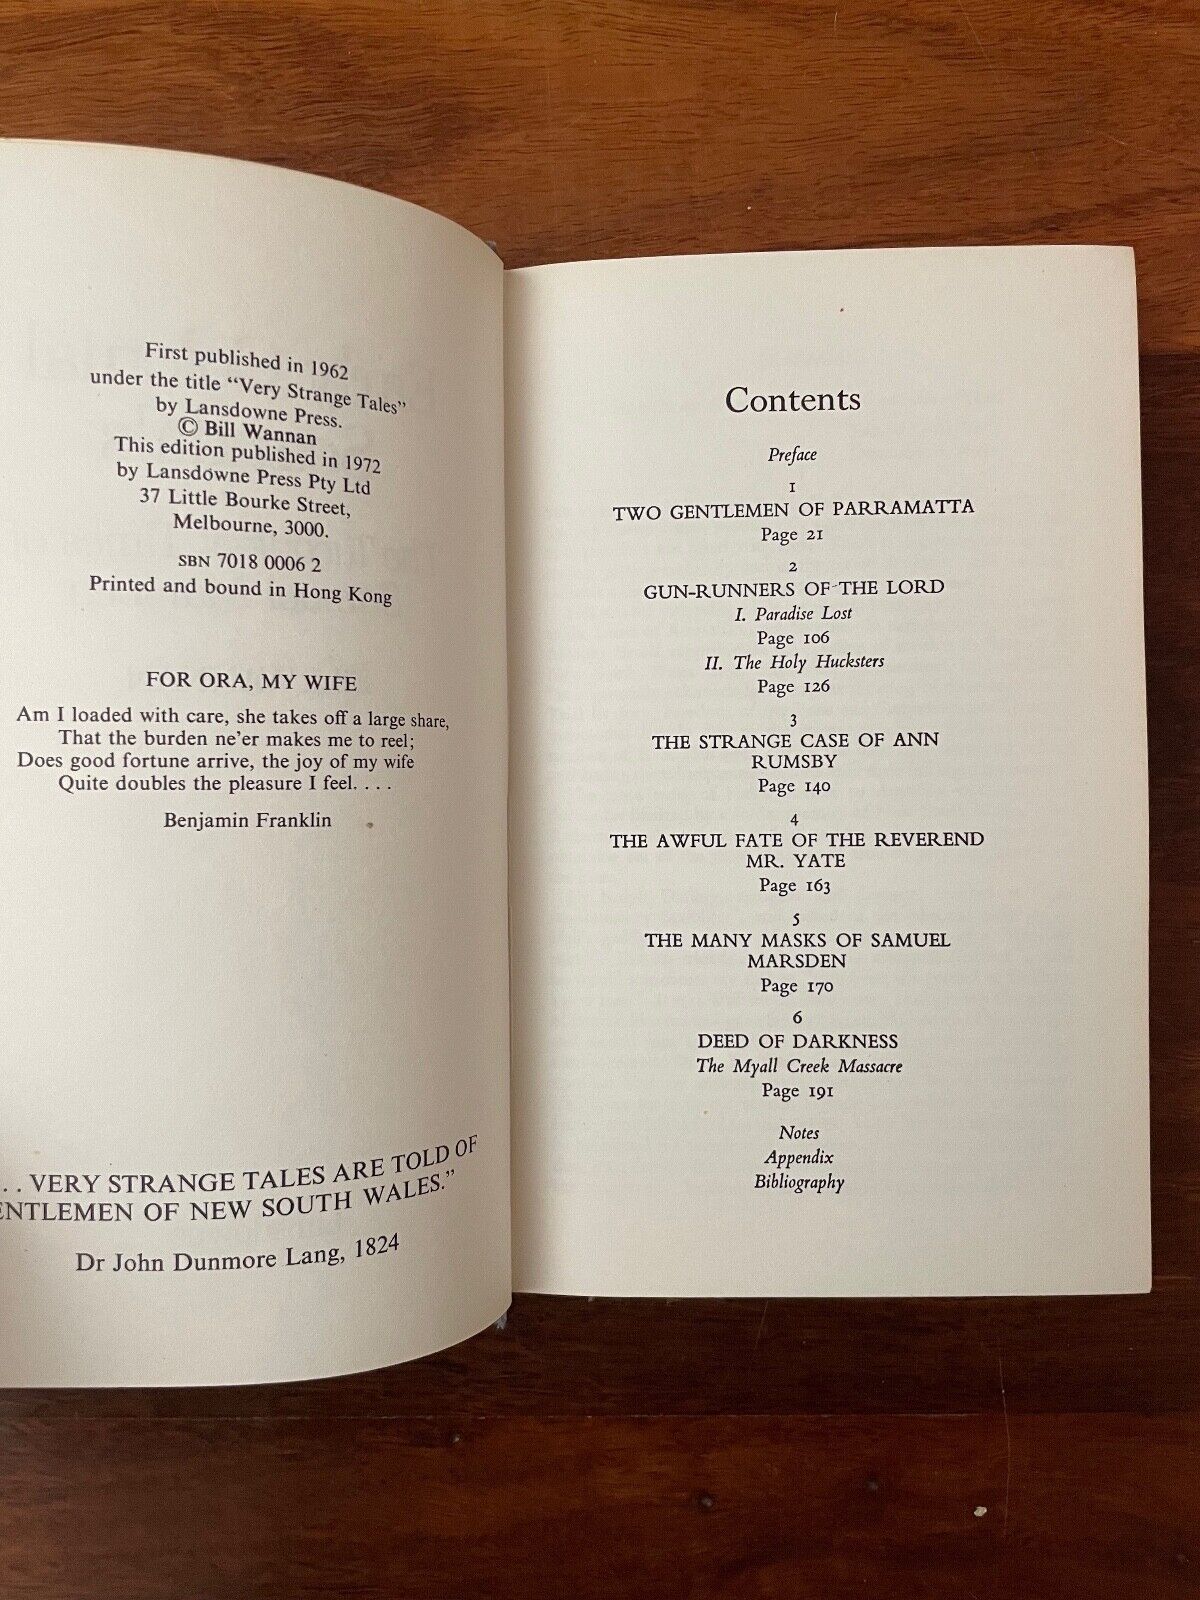 First published in 1962
under the title "Very Strange Tales"
by Lansdowne Press.
© Bill Wannan
This edition published in 1972
by Lansdowne Press Pty Ltd
37 Little Bourke Street,
Melbourne, 3000.
SBN 7018 0006 2
Printed and bound in Hong Kong
FOR ORA, MY WIFE
Am I loaded with care, she takes off a large share,
That the burden ne'er makes me to reel;
Does good fortune arrive, the joy of my wife
Quite doubles the pleasure I feel. . . .
Benjamin Franklin
. . VERY STRANGE TALES ARE TOLD OF
ENTLEMEN OF NEW SOUTH WALES."
Dr John Dunmore Lang, 1824
Contents
Preface
1
TWO GENTLEMEN OF PARRAMATTA
Page 21
2
GUN-RUNNERS OF THE LORD
I. Paradise Lost
Page 106
II. The Holy Hucksters
Page 126
3
THE STRANGE CASE OF ANN
RUMSBY
Page 140
4
THE AWFUL FATE OF THE REVEREND
MR. YATE
Page 163
5
THE MANY MASKS OF SAMUEL
MARSDEN
Page 170
6
DEED OF DARKNESS
The Myall Creek Massacre
Page 191
Notes
Appendix
Bibliography